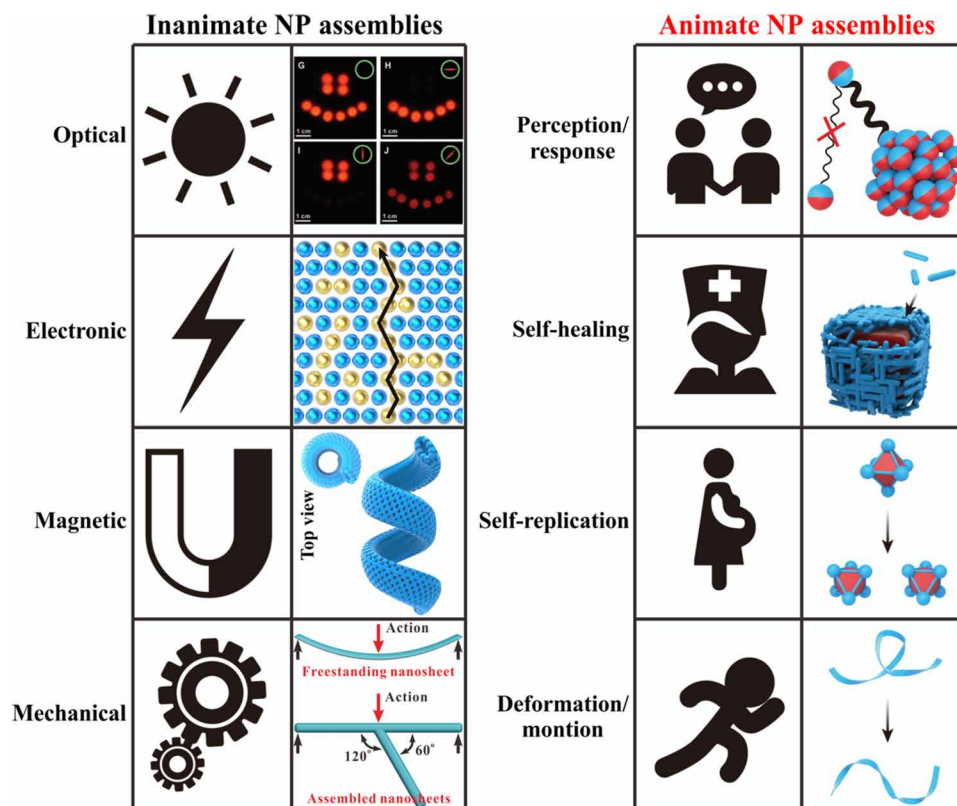 Inanimate NP assemblies
Animate NP assemblies
Optical
G
H
1 cm
1 cm
I
J
1 cm
1 cm
Perception/
response
Electronic
Self-healing
Magnetic
Top view
Self-replication
Mechanical
Action
Freestanding nanosheet
Action
120°
60°
Assembled nanosheets
Deformation/
montion